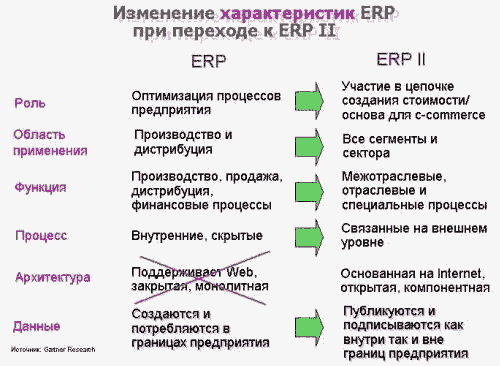 Изменение характеристик ERP
при переходе к ERP II
ERP
ERP II
Роль
Оптимизация процессов
предприятия
Участие в цепочке
создания стоимости/
основа для c-commerce
Область
применения
Производство и
дистрибуция
Все сегменты и
сектора
Функция
Производство, продажа,
дистрибуция,
финансовые процессы
Межотраслевые,
отраслевые и
специальные процессы
Процесс
Внутренние, скрытые
Связанные на внешнем
уровне
Архитектура
Поддерживает Web,
закрытая, монолитная
Основанная на Internet,
открытая, компонентная
Данные
Создаются и
потребляются в
границах предприятия
Публикуются и
подписываются как
внутри так и вне
границ предприятия
Источник: Gartner Research